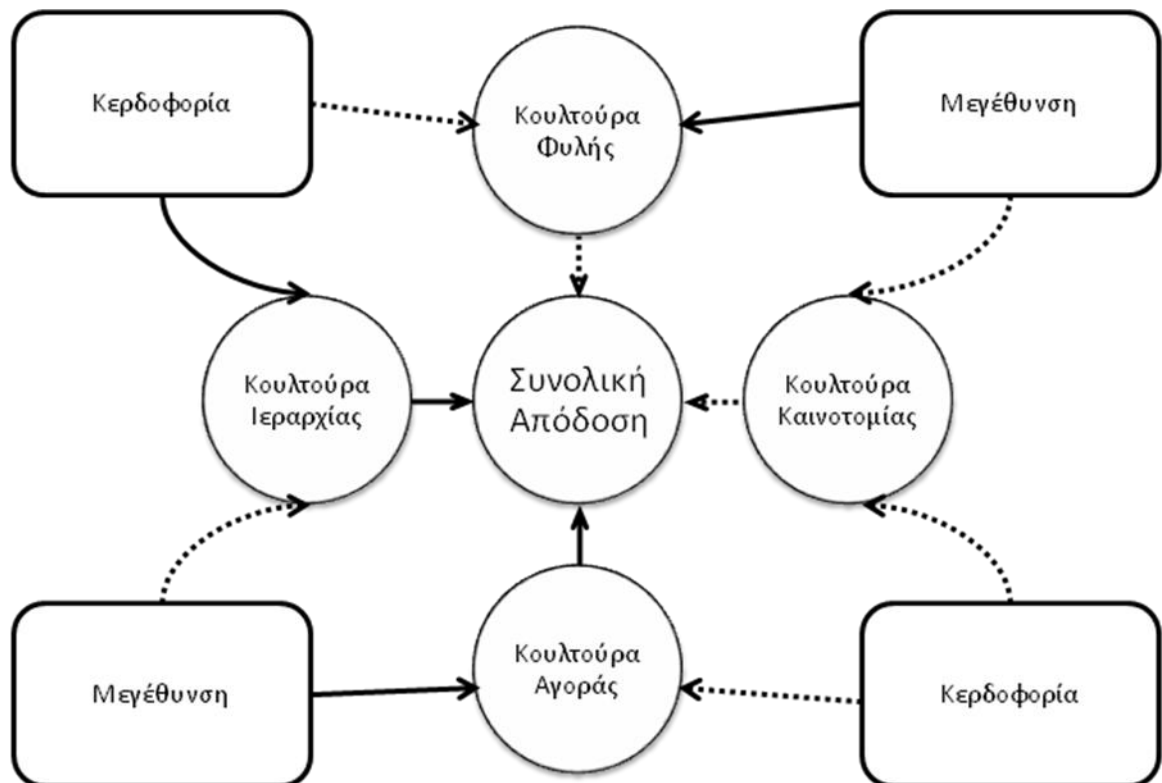 Κερδοφορία
Κουλτούρα
Φυλής
Μεγέθυνση
Κουλτούρα
Ιεραρχίας
Συνολική
Απόδοση
Κουλτούρα
Καινοτομίας
Μεγέθυνση
Κουλτούρα
Αγοράς
Κερδοφορία